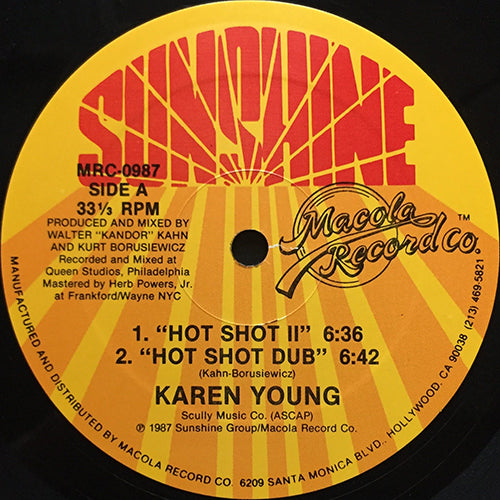 SUNSHINE
MRC-0987
SIDE A
33⅓ RPM
PRODUCED AND MIXED BY
WALTER "KANDOR" KAHN
AND KURT BORUSIEWICZ
Recorded and Mixed at
Queen Studios, Philadelphia
Mastered by Herb Powers, Jr.
at Frankford/Wayne NYC
Macola
Record Co.
TM
1. "HOT SHOT II" 6:36
2. "HOT SHOT DUB" 6:42
(Kahn-Borusiewicz)
KAREN YOUNG
Scully Music Co. (ASCAP)
℗ 1987 Sunshine Group/Macola Record Co.
MANUFACTURED AND DISTRIBUTED BY MACOLA RECORD CO. 6209 SANTA MONICA BLVD., HOLLYWOOD, CA 90038 (213) 469-5821